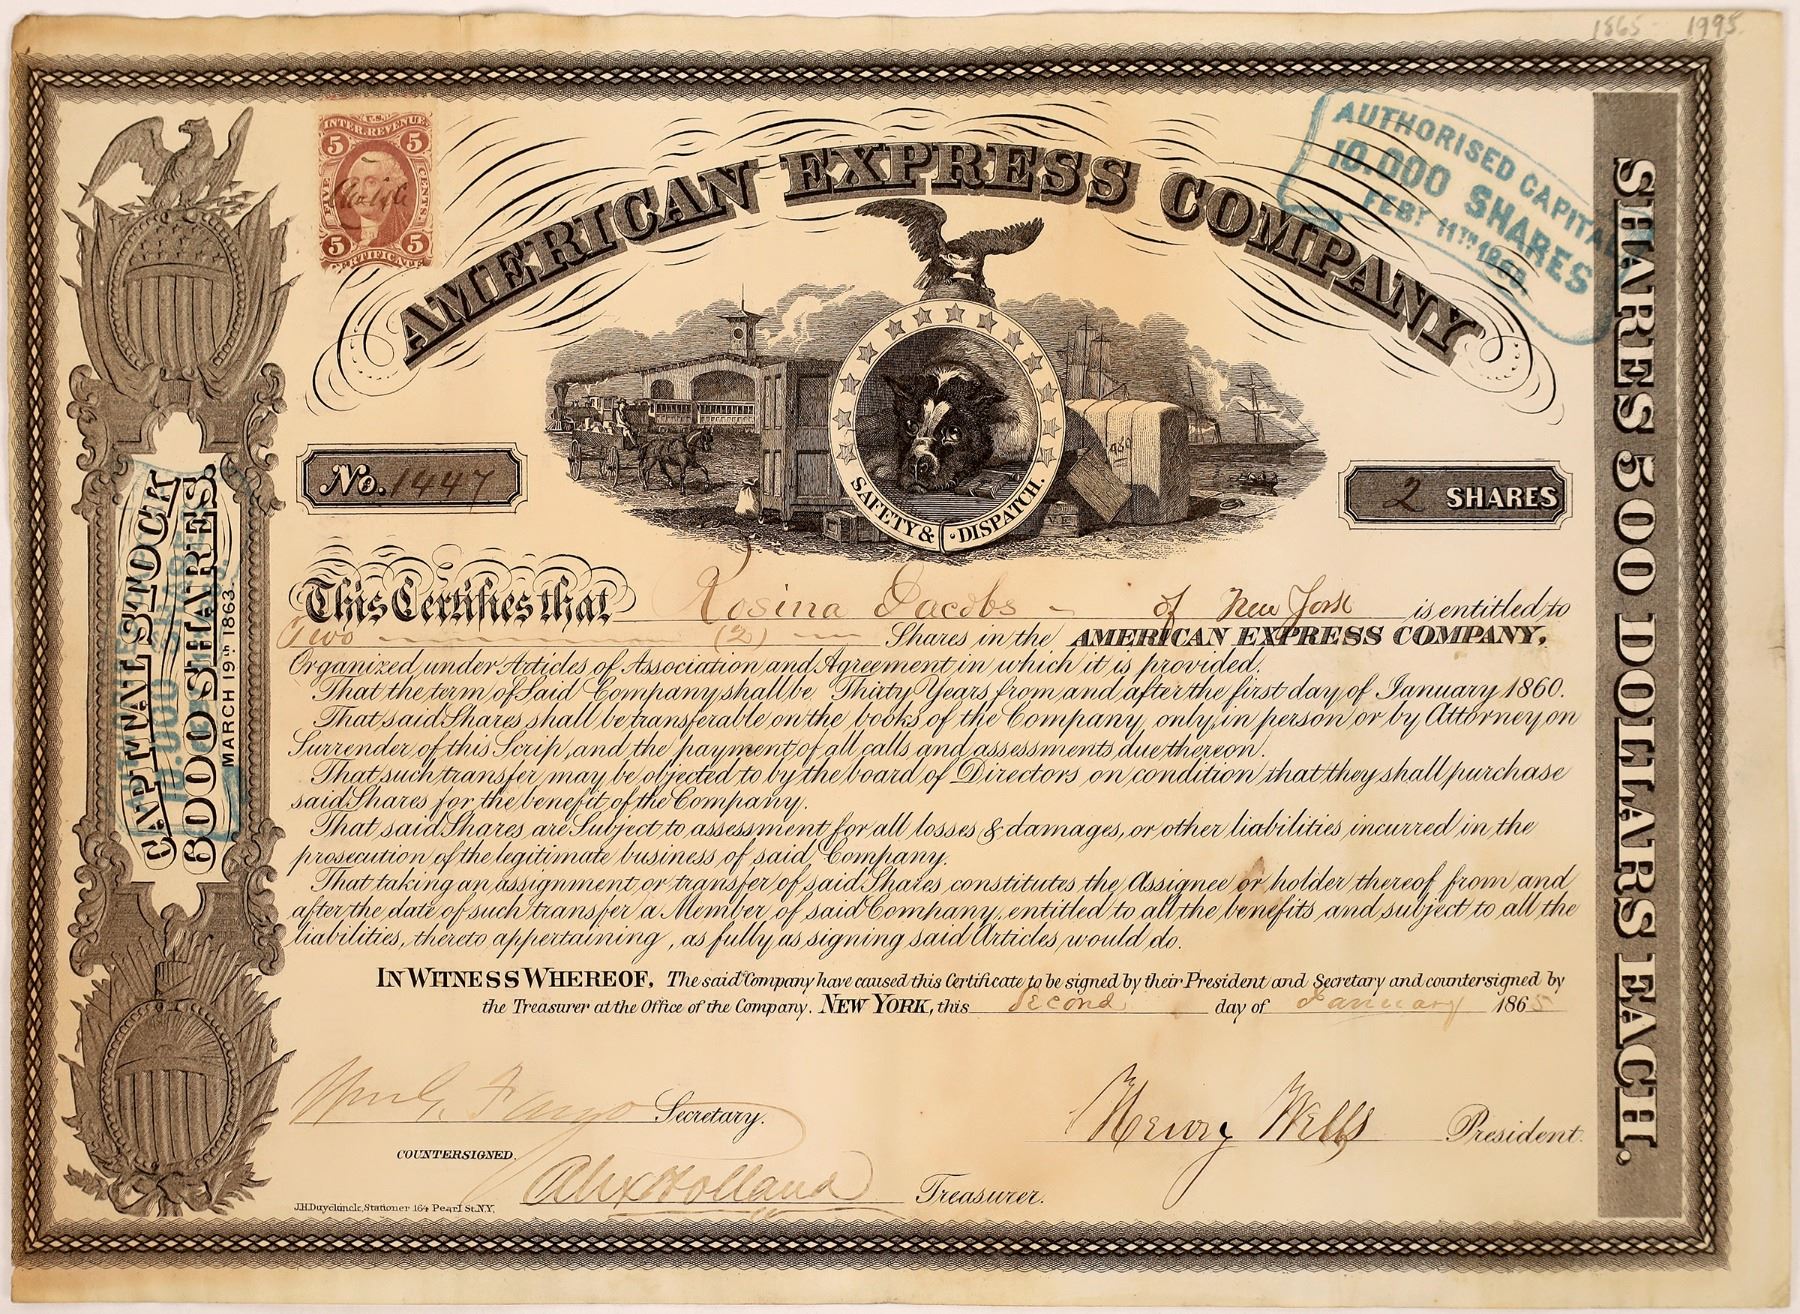 1865 1995
U.S.
INTER. REVENUE
5 5
FIVE CENTS
5 5
CERTIFICATE
AMERICAN EXPRESS COMPANY
AUTHORISED CAPITAL
10.000 SHARES
FEBY 11TH 1863.
SHARES 500 DOLLARS EACH.
No. 1447
460
SAFETY & DISPATCH.
2 SHARES
CAPITAL STOCK
6000 SHARES.
MARCH 19TH 1863.
10.000
This Certifies that Rosina Jacobs - of New York is entitled to
Two (2) Shares in the AMERICAN EXPRESS COMPANY,
Organized under Articles of Association and Agreement in which it is provided.
That the term of Said Company shall be Thirty Years from and after the first day of January 1860.
That said Shares shall be transferable on the books of the Company, only, in person or by Attorney on
Surrender of this Scrip, and the payment of all calls and assessments due thereon.
That such transfer may be objected to by the board of Directors on condition that they shall purchase
said Shares for the benefit of the Company.
That said Shares are Subject to assessment for all losses & damages, or other liabilities incurred in the
prosecution of the legitimate business of said Company.
That taking an assignment or transfer of said Shares constitutes the Assignee or holder thereof from and
after the date of such transfer a Member of said Company, entitled to all the benefits and subject to all the
liabilities, thereto appertaining, as fully as signing said Articles would do.
IN WITNESS WHEREOF, The said Company have caused this Certificate to be signed by their President and Secretary and countersigned by
the Treasurer at the Office of the Company. NEW YORK, this Second day of January 1865
Wm G. Fargo Secretary.
Henry Wells President.
COUNTERSIGNED.
Alex Holland Treasurer.
J.H. Duyckinck, Stationer 164 Pearl St. N.Y.